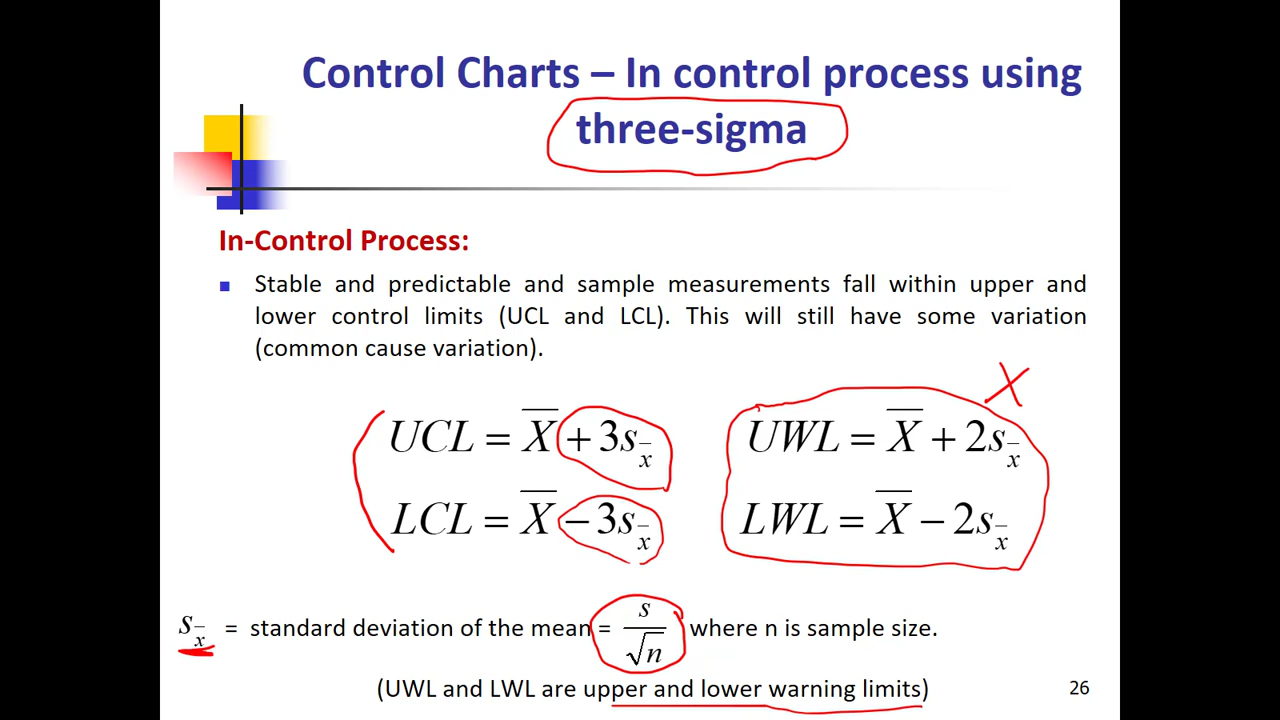 Control Charts – In control process using
three-sigma
In-Control Process:
Stable and predictable and sample measurements fall within upper and
lower control limits (UCL and LCL). This will still have some variation
(common cause variation).
UCL = X̅ + 3s_x̅
UWL = X̅ + 2s_x̅
LCL = X̅ − 3s_x̅
LWL = X̅ − 2s_x̅
s_x̅ = standard deviation of the mean = s/√n where n is sample size.
(UWL and LWL are upper and lower warning limits)
26